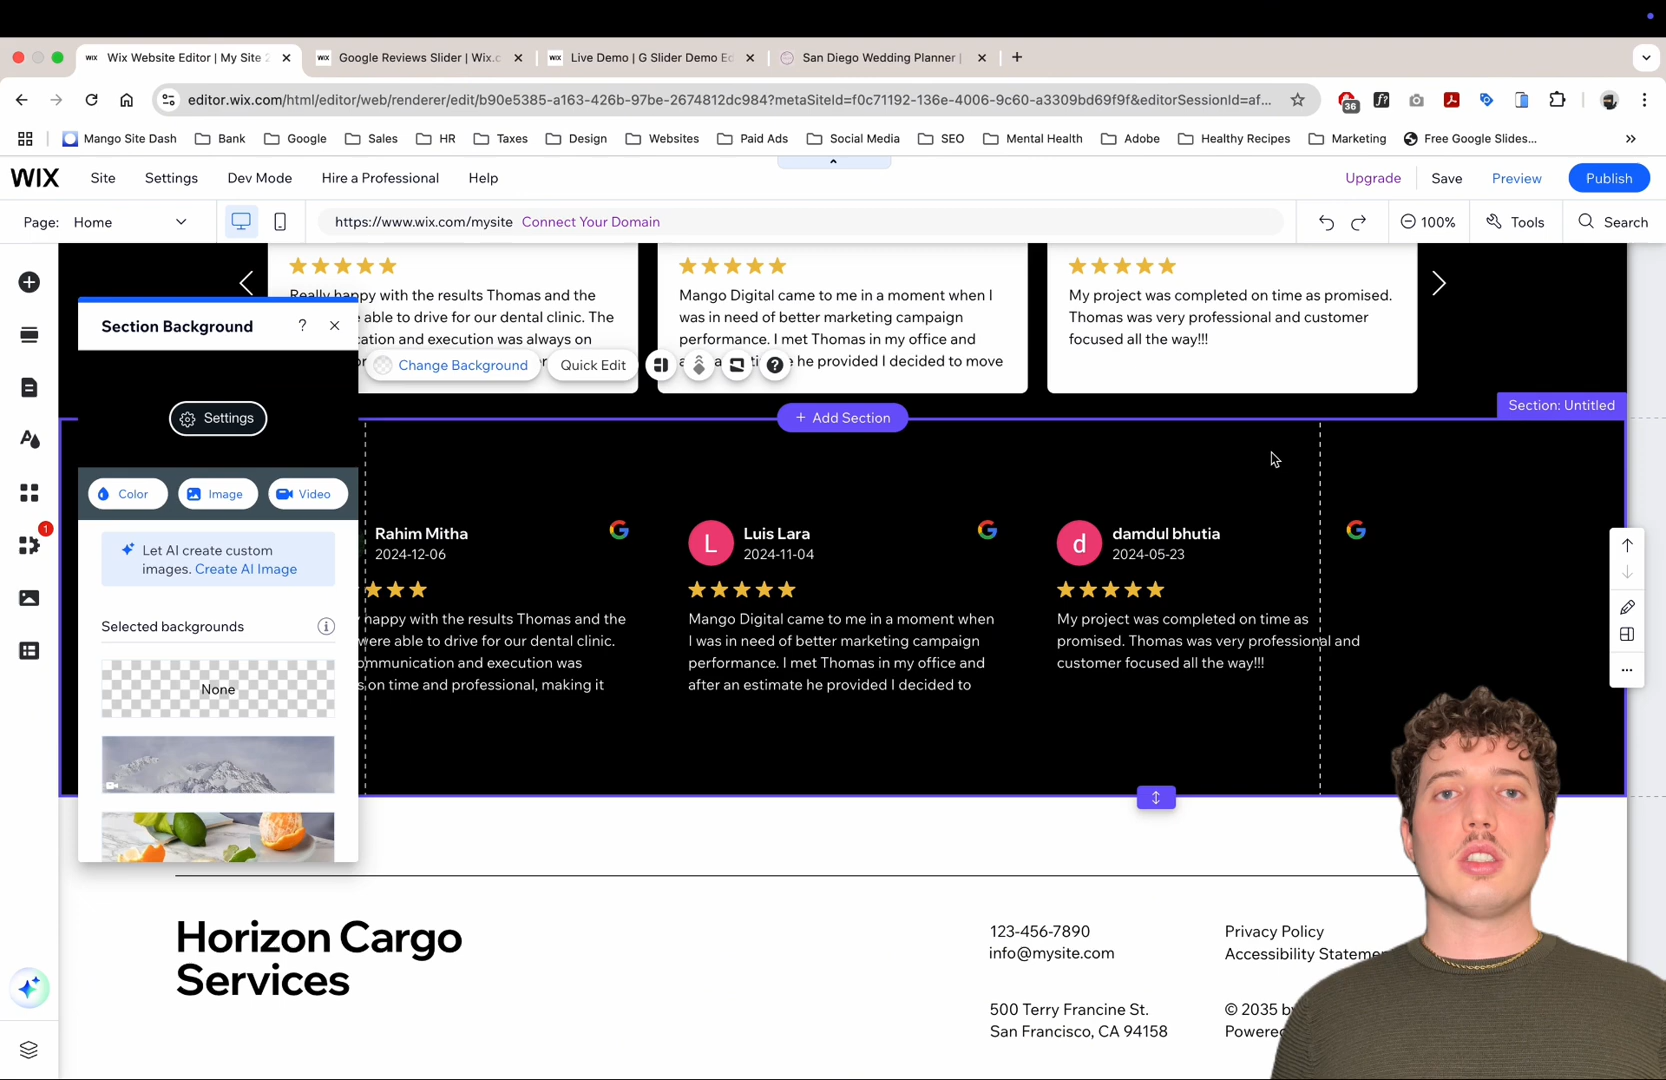 Wix Website Editor | My Site 2
Google Reviews Slider | Wix.c
Live Demo | G Slider Demo Ed
San Diego Wedding Planner |
editor.wix.com/html/editor/web/renderer/edit/b90e5385-a163-426b-97be-2674812dc984?metaSiteId=f0c71192-136e-4006-9c60-a3309bd69f9f&editorSessionId=af...
36
Mango Site Dash
Bank
Google
Sales
HR
Taxes
Design
Websites
Paid Ads
Social Media
SEO
Mental Health
Adobe
Healthy Recipes
Marketing
Free Google Slides...
WIX
Site
Settings
Dev Mode
Hire a Professional
Help
Upgrade
Save
Preview
Publish
Page: Home
https://www.wix.com/mysite Connect Your Domain
100%
Tools
Search
Really happy with the results Thomas and the
able to drive for our dental clinic. The
cation and execution was always on
Mango Digital came to me in a moment when I
was in need of better marketing campaign
performance. I met Thomas in my office and
he provided I decided to move
My project was completed on time as promised.
Thomas was very professional and customer
focused all the way!!!
Section Background
?
Change Background
Quick Edit
Settings
Color
Image
Video
Let AI create custom
images. Create AI Image
Selected backgrounds
None
1
+ Add Section
Section: Untitled
Rahim Mitha
2024-12-06
happy with the results Thomas and the
were able to drive for our dental clinic.
ommunication and execution was
s on time and professional, making it
L
Luis Lara
2024-11-04
Mango Digital came to me in a moment when
I was in need of better marketing campaign
performance. I met Thomas in my office and
after an estimate he provided I decided to
d
damdul bhutia
2024-05-23
My project was completed on time as
promised. Thomas was very professional and
customer focused all the way!!!
Horizon Cargo
Services
123-456-7890
info@mysite.com
500 Terry Francine St.
San Francisco, CA 94158
Privacy Policy
Accessibility Statemen
© 2035 by
Powered